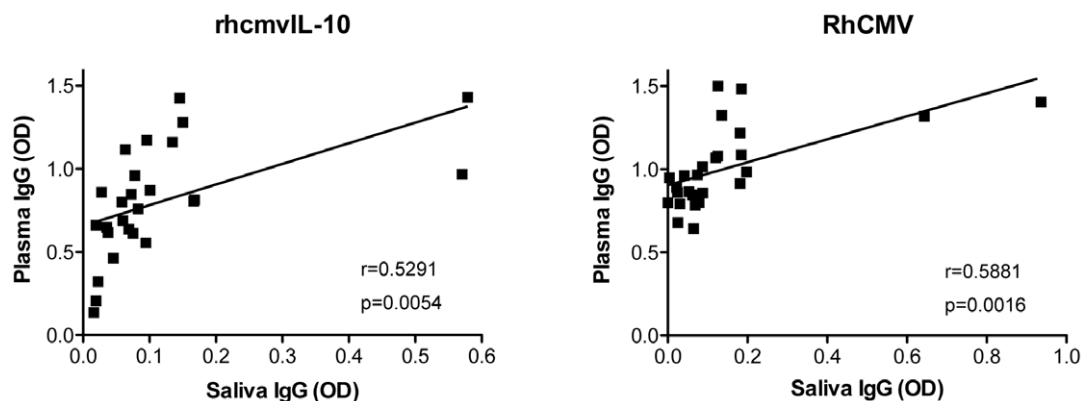 rhcmvIL-10
Plasma IgG (OD)
1.5
1.0
0.5
0.0
r=0.5291
p=0.0054
0.0 0.1 0.2 0.3 0.4 0.5 0.6
Saliva IgG (OD)
RhCMV
Plasma IgG (OD)
1.5
1.0
0.5
0.0
r=0.5881
p=0.0016
0.0 0.2 0.4 0.6 0.8 1.0
Saliva IgG (OD)